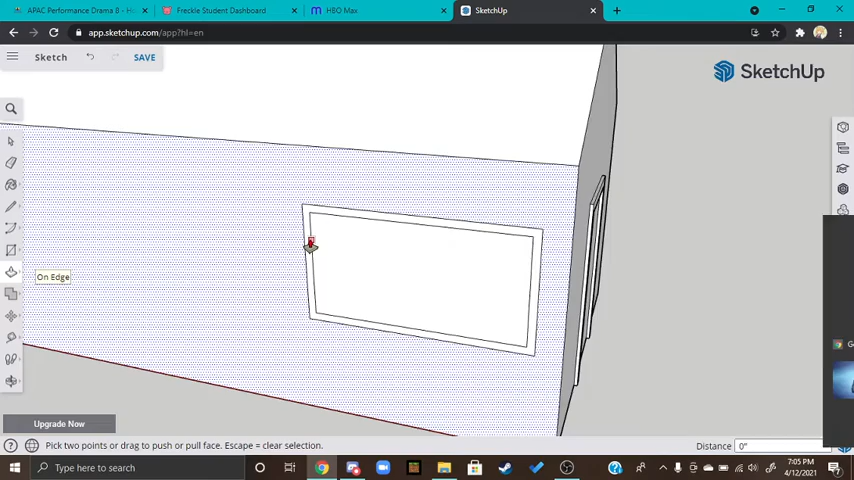 APAC Performance Drama 8 - Ho
Freckle Student Dashboard
HBO Max
SketchUp
app.sketchup.com/app?hl=en
Sketch
SAVE
SketchUp
On Edge
Upgrade Now
Pick two points or drag to push or pull face. Escape = clear selection.
Distance
0"
Type here to search
7:05 PM
4/12/2021